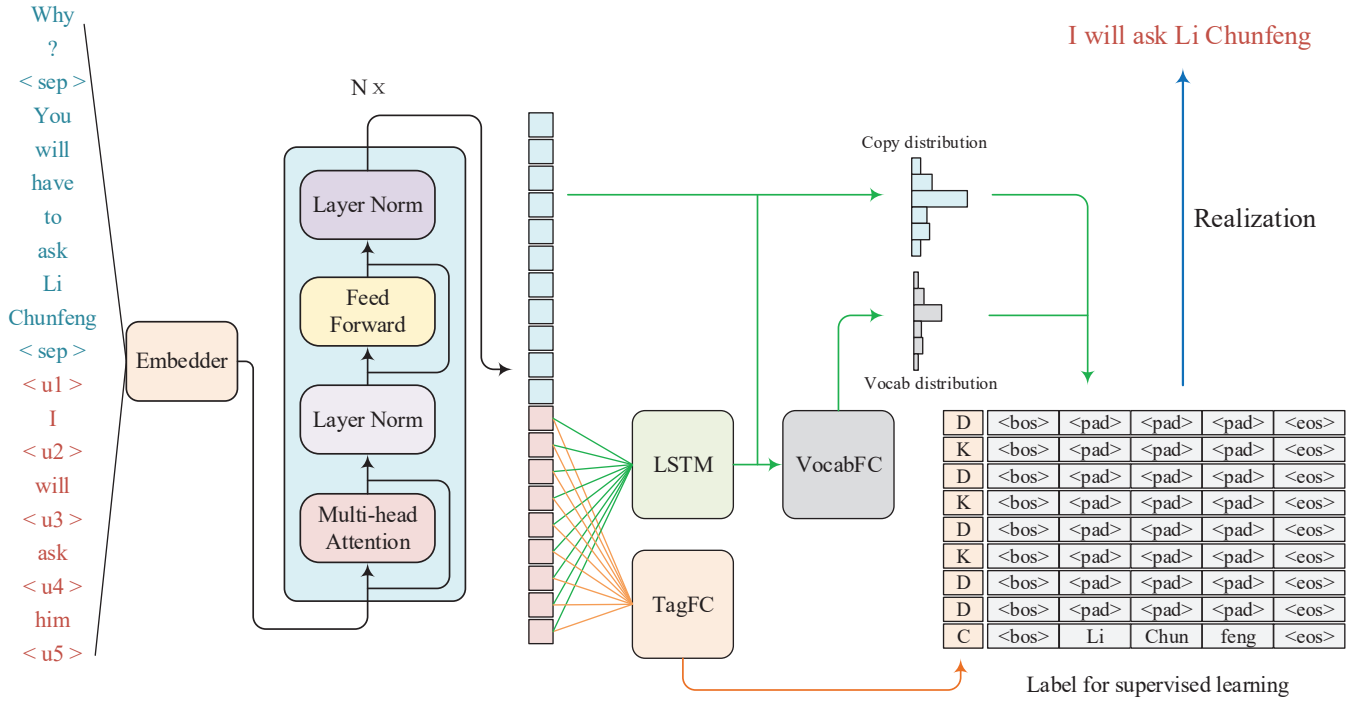 Why
?
< sep >
You
will
have
to
ask
Li
Chunfeng
< sep >
< u1 >
I
< u2 >
will
< u3 >
ask
< u4 >
him
< u5 >
Embedder
N x
Layer Norm
Feed
Forward
Layer Norm
Multi-head
Attention
LSTM
TagFC
VocabFC
Copy distribution
Vocab distribution
I will ask Li Chunfeng
Realization
D <bos> <pad> <pad> <pad> <eos>
K <bos> <pad> <pad> <pad> <eos>
D <bos> <pad> <pad> <pad> <eos>
K <bos> <pad> <pad> <pad> <eos>
D <bos> <pad> <pad> <pad> <eos>
K <bos> <pad> <pad> <pad> <eos>
D <bos> <pad> <pad> <pad> <eos>
D <bos> <pad> <pad> <pad> <eos>
C <bos> Li Chun feng <eos>
Label for supervised learning